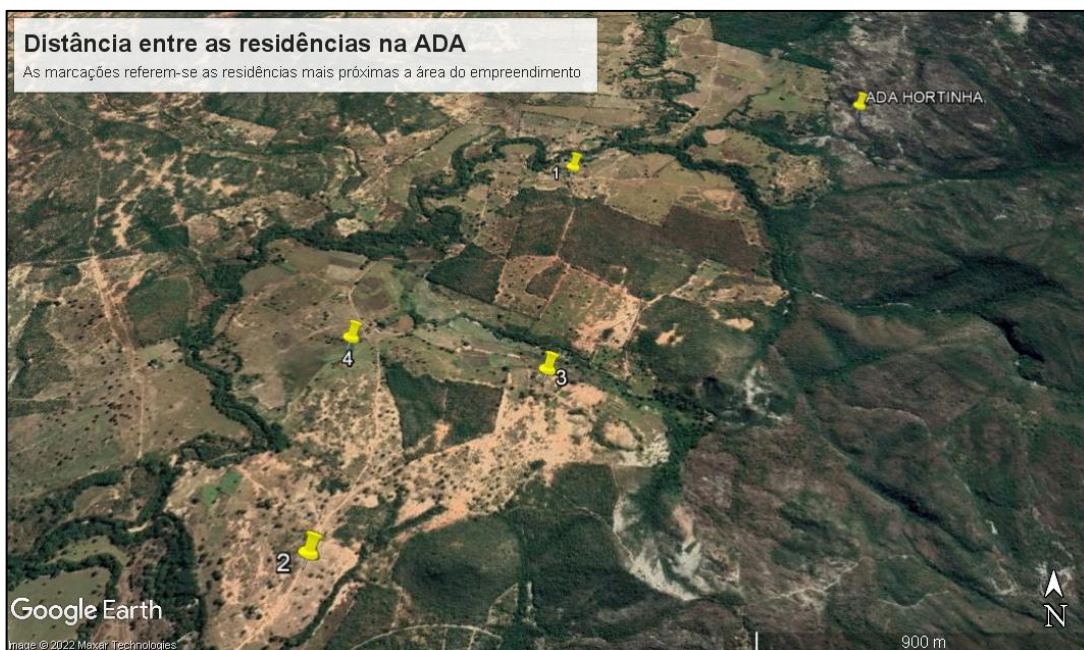 Distância entre as residências na ADA
As marcações referem-se as residências mais próximas a área do empreendimento
ADA HORTINHA
1
4
3
2
Google Earth
Image © 2022 Maxar Technologies
900 m
N